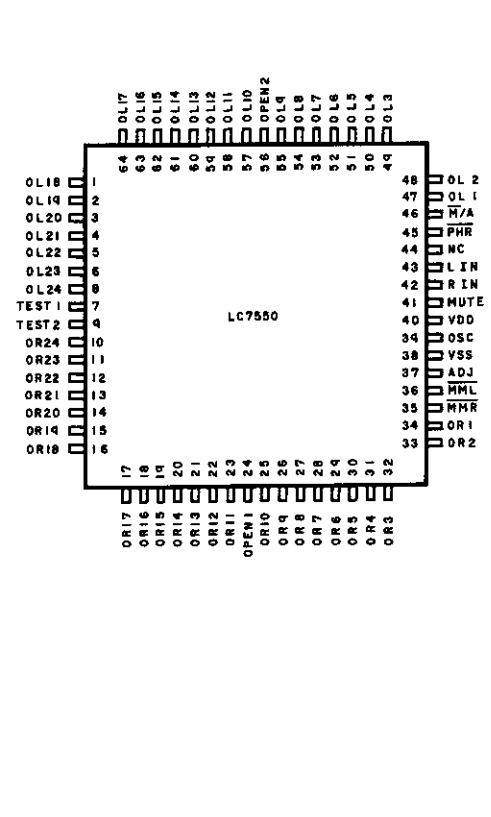 OL17 OL16 OL15 OL14 OL13 OL12 OL11 OL10 OPEN2 OL9 OL8 OL7 OL6 OL5 OL4 OL3
64 63 62 61 60 59 58 57 56 55 54 53 52 51 50 49
OL18 1
OL19 2
OL20 3
OL21 4
OL22 5
OL23 6
OL24 8
TEST1 7
TEST2 9
OR24 10
OR23 11
OR22 12
OR21 13
OR20 14
OR19 15
OR18 16
LC7550
48 OL2
47 OL1
46 M̅/A
45 P̅H̅R̅
44 NC
43 LIN
42 RIN
41 MUTE
40 VDD
39 OSC
38 VSS
37 ADJ
36 M̅M̅L̅
35 M̅M̅R̅
34 OR1
33 OR2
17 18 19 20 21 22 23 24 25 26 27 28 29 30 31 32
OR17 OR16 OR15 OR14 OR13 OR12 OR11 OPEN1 OR10 OR9 OR8 OR7 OR6 OR5 OR4 OR3